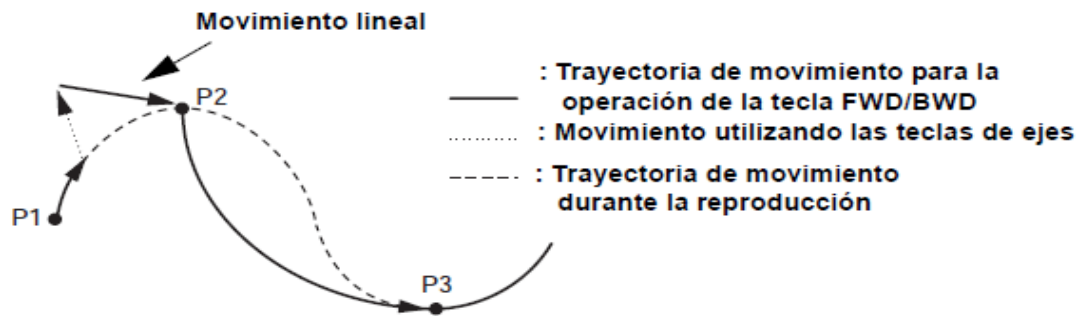 Movimiento lineal
: Trayectoria de movimiento para la
operación de la tecla FWD/BWD
: Movimiento utilizando las teclas de ejes
: Trayectoria de movimiento
durante la reproducción
P2
P1
P3